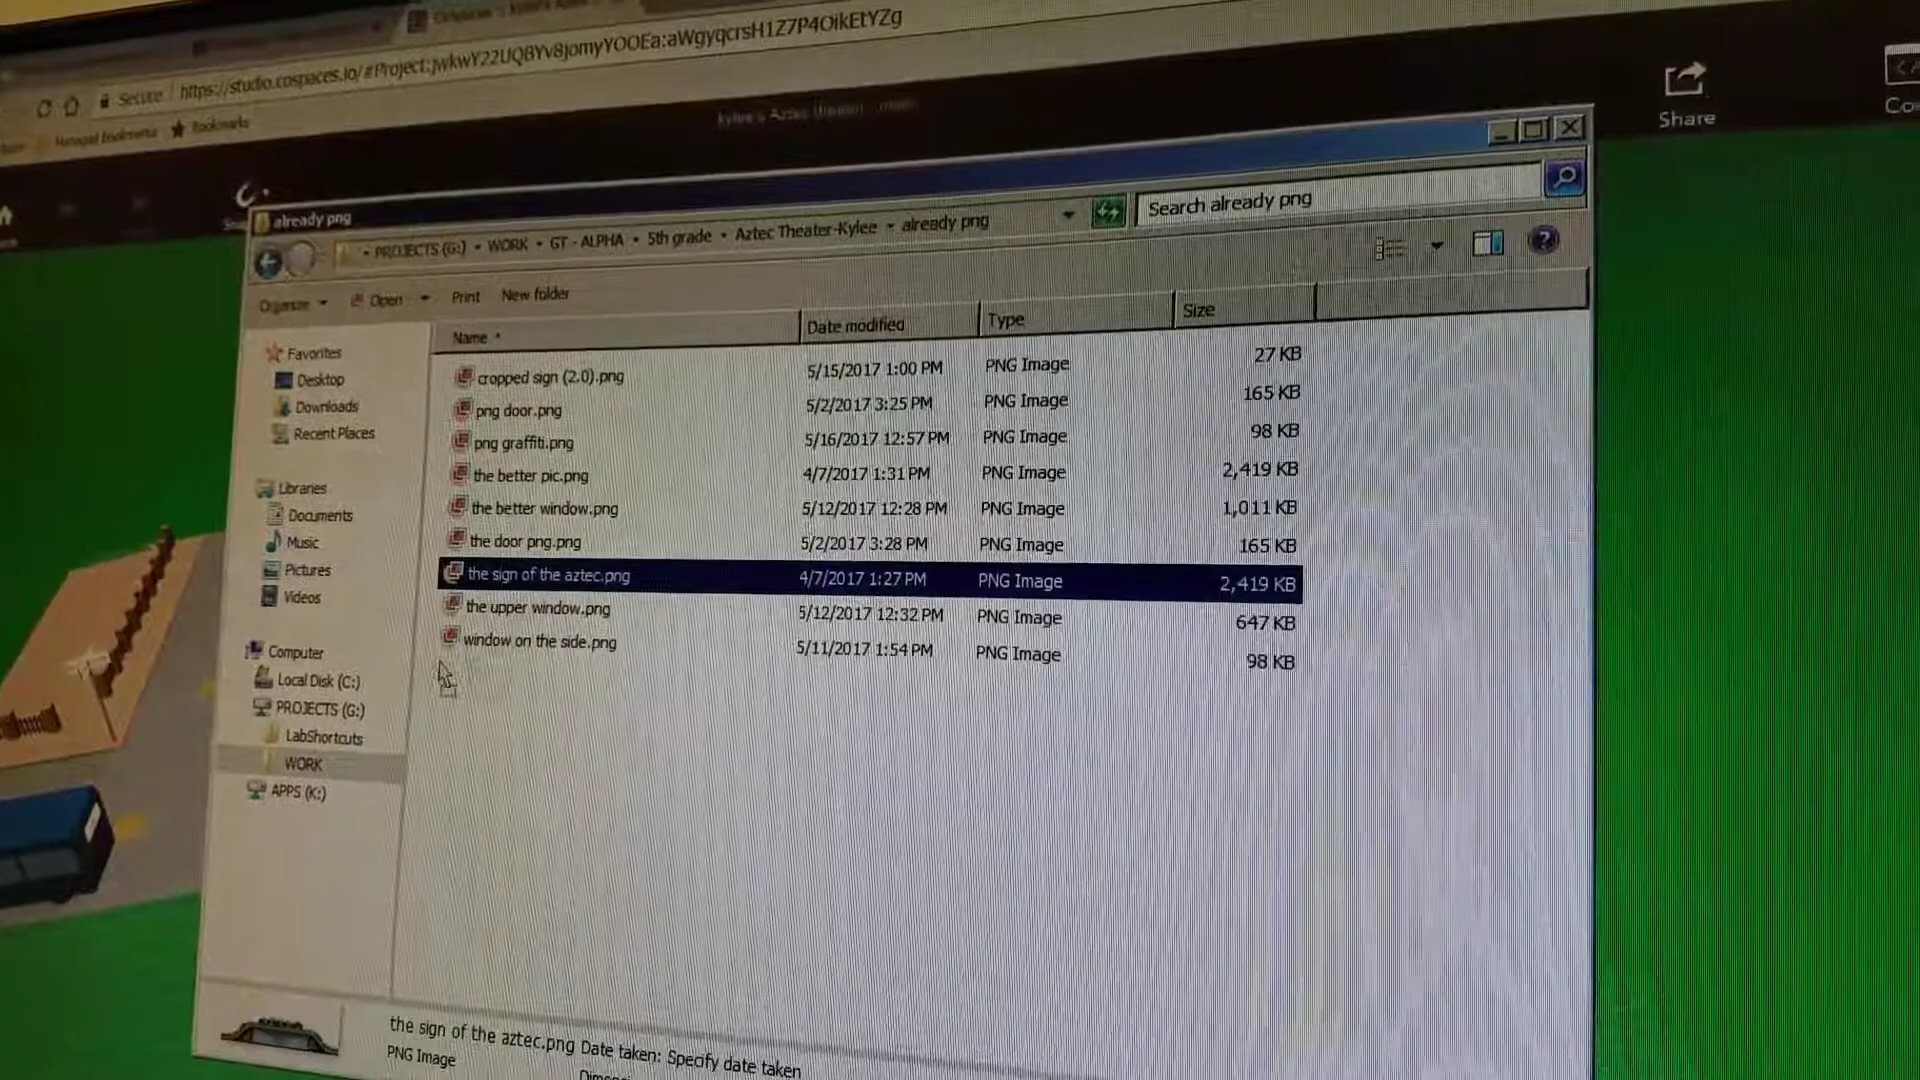 Secure https://studio.cospaces.io/#Project:jwkwY22UQBYv8jomyYOOEa:aWgyqcrsH1Z7P4OikEtYZg
Managed bookmarks Bookmarks
Share
already png
PROJECTS (G:) WORK GT - ALPHA 5th grade Aztec Theater-Kylee already png
Search already png
Organize Open Print New folder
Name Date modified Type Size
Favorites
Desktop
Downloads
Recent Places
Libraries
Documents
Music
Pictures
Videos
Computer
Local Disk (C:)
PROJECTS (G:)
LabShortcuts
WORK
APPS (K:)
cropped sign (2.0).png 5/15/2017 1:00 PM PNG Image 27 KB
png door.png 5/2/2017 3:25 PM PNG Image 165 KB
png graffiti.png 5/16/2017 12:57 PM PNG Image 98 KB
the better pic.png 4/7/2017 1:31 PM PNG Image 2,419 KB
the better window.png 5/12/2017 12:28 PM PNG Image 1,011 KB
the door png.png 5/2/2017 3:28 PM PNG Image 165 KB
the sign of the aztec.png 4/7/2017 1:27 PM PNG Image 2,419 KB
the upper window.png 5/12/2017 12:32 PM PNG Image 647 KB
window on the side.png 5/11/2017 1:54 PM PNG Image 98 KB
the sign of the aztec.png Date taken: Specify date taken
PNG Image